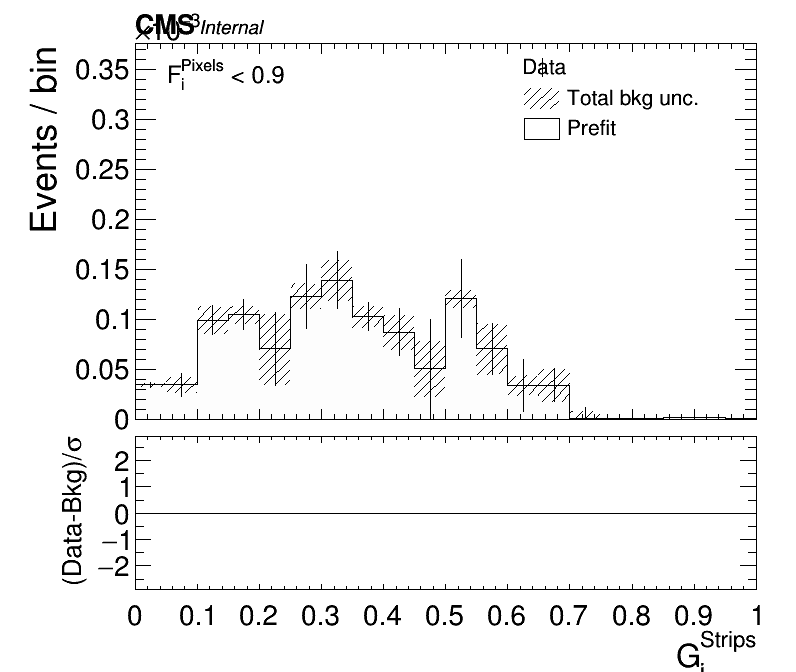 CMS Internal
×10³
Events / bin
F_i^Pixels < 0.9
Data
Total bkg unc.
Prefit
0.35
0.3
0.25
0.2
0.15
0.1
0.05
0
(Data-Bkg)/σ
2
1
0
−1
−2
0 0.1 0.2 0.3 0.4 0.5 0.6 0.7 0.8 0.9 1
G_i^Strips